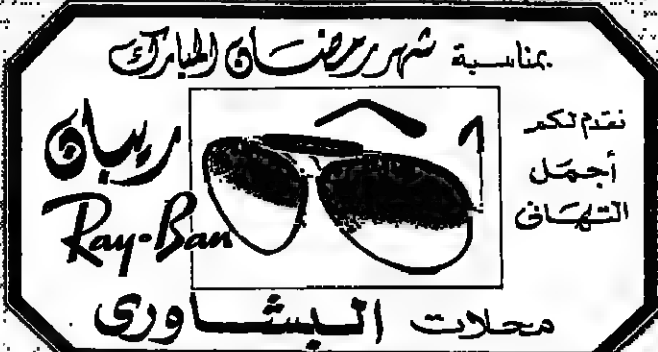 بمناسبة شهر رمضان المبارك
نقدم لكم
أجمل
التهانى
ريبان
Ray-Ban
محلات البشاورى